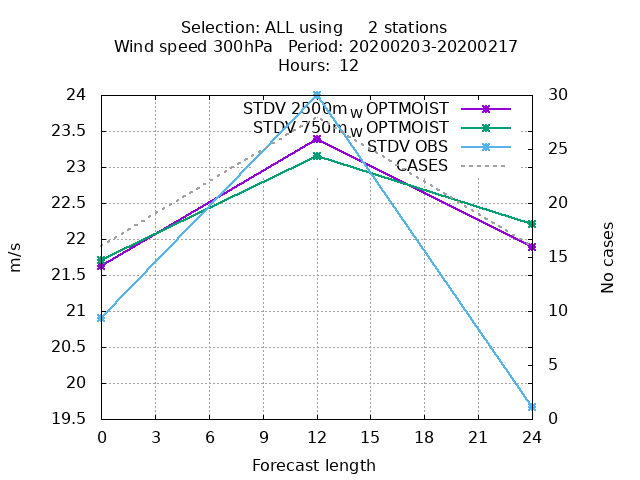 Selection: ALL using     2 stations
Wind speed 300hPa   Period: 20200203-20200217
Hours:  12
STDV 2500m_W OPTMOIST
STDV 750m_W OPTMOIST
STDV OBS
CASES
24
23.5
23
22.5
22
21.5
21
20.5
20
19.5
m/s
30
25
20
15
10
5
0
No cases
0 3 6 9 12 15 18 21 24
Forecast length